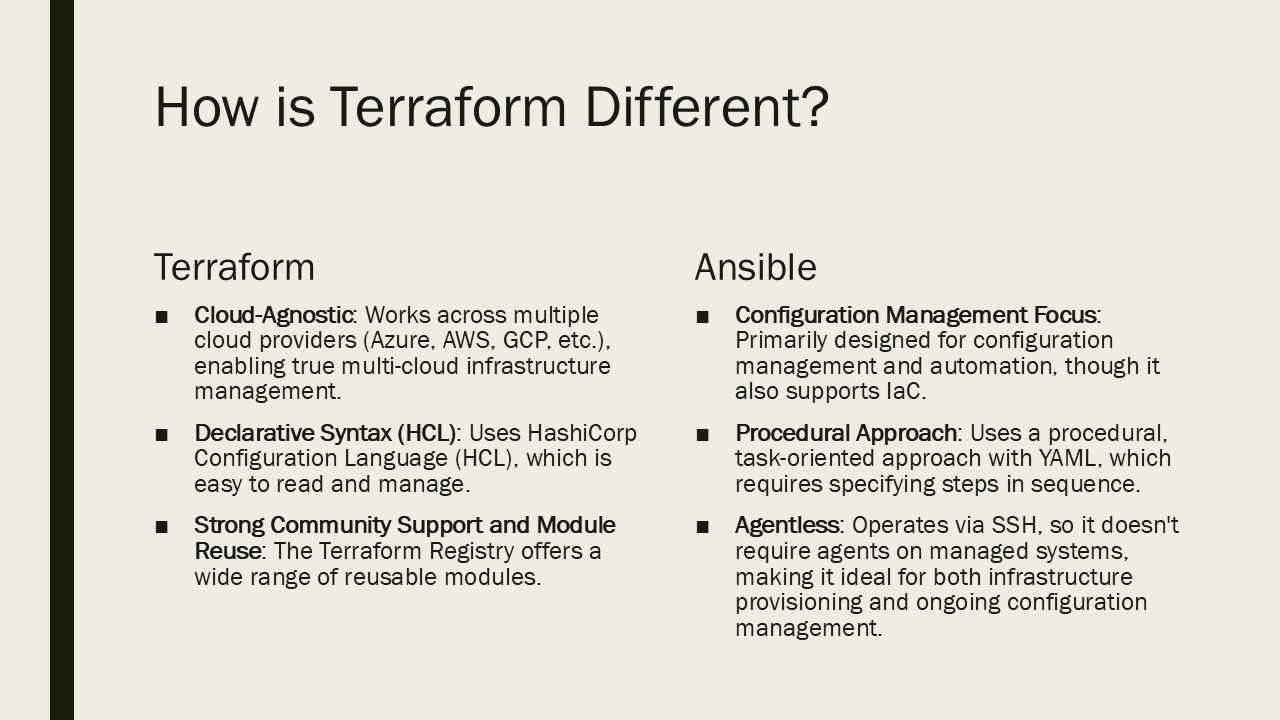 How is Terraform Different?
Terraform
■ Cloud-Agnostic: Works across multiple
cloud providers (Azure, AWS, GCP, etc.),
enabling true multi-cloud infrastructure
management.
■ Declarative Syntax (HCL): Uses HashiCorp
Configuration Language (HCL), which is
easy to read and manage.
■ Strong Community Support and Module
Reuse: The Terraform Registry offers a
wide range of reusable modules.
Ansible
■ Configuration Management Focus:
Primarily designed for configuration
management and automation, though it
also supports IaC.
■ Procedural Approach: Uses a procedural,
task-oriented approach with YAML, which
requires specifying steps in sequence.
■ Agentless: Operates via SSH, so it doesn't
require agents on managed systems,
making it ideal for both infrastructure
provisioning and ongoing configuration
management.